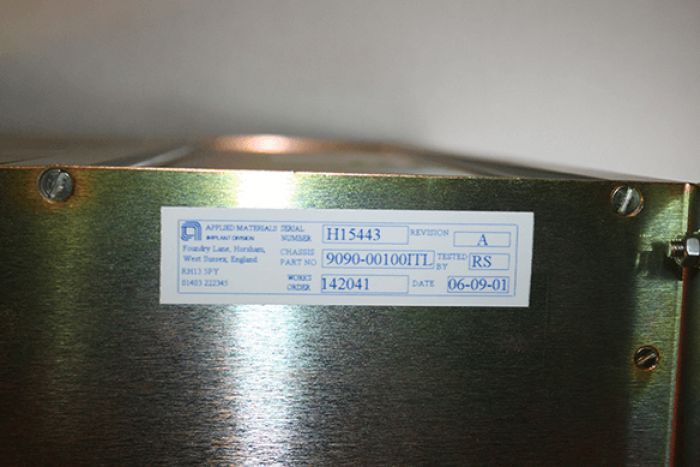 APPLIED MATERIALS
IMPLANT DIVISION
Foundry Lane, Horsham,
West Sussex, England
RH13 5PY
01403 222345
SERIAL NUMBER H15443 REVISION A
CHASSIS PART NO 9090-00100ITL TESTED BY RS
WORKS ORDER 142041 DATE 06-09-01